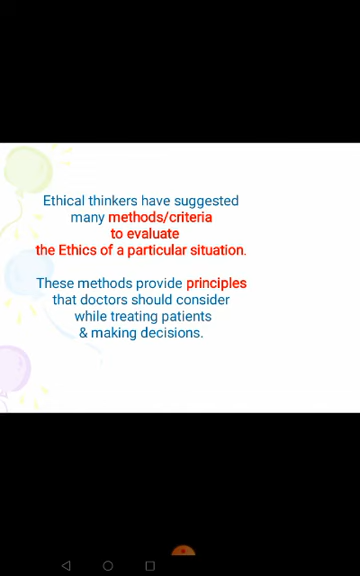 Ethical thinkers have suggested
many methods/criteria
to evaluate
the Ethics of a particular situation.
These methods provide principles
that doctors should consider
while treating patients
& making decisions.